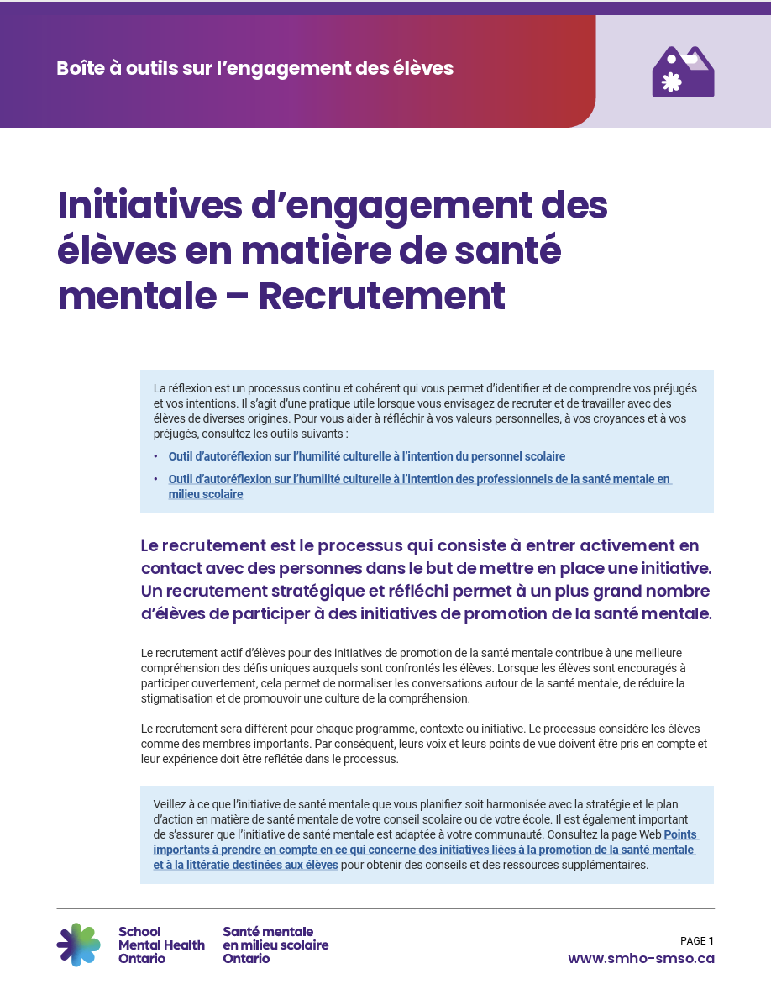 Boîte à outils sur l’engagement des élèves
Initiatives d’engagement des
élèves en matière de santé
mentale – Recrutement
La réflexion est un processus continu et cohérent qui vous permet d’identifier et de comprendre vos préjugés
et vos intentions. Il s’agit d’une pratique utile lorsque vous envisagez de recruter et de travailler avec des
élèves de diverses origines. Pour vous aider à réfléchir à vos valeurs personnelles, à vos croyances et à vos
préjugés, consultez les outils suivants :
• Outil d’autoréflexion sur l’humilité culturelle à l’intention du personnel scolaire
• Outil d’autoréflexion sur l’humilité culturelle à l’intention des professionnels de la santé mentale en
milieu scolaire
Le recrutement est le processus qui consiste à entrer activement en
contact avec des personnes dans le but de mettre en place une initiative.
Un recrutement stratégique et réfléchi permet à un plus grand nombre
d’élèves de participer à des initiatives de promotion de la santé mentale.
Le recrutement actif d’élèves pour des initiatives de promotion de la santé mentale contribue à une meilleure
compréhension des défis uniques auxquels sont confrontés les élèves. Lorsque les élèves sont encouragés à
participer ouvertement, cela permet de normaliser les conversations autour de la santé mentale, de réduire la
stigmatisation et de promouvoir une culture de la compréhension.
Le recrutement sera différent pour chaque programme, contexte ou initiative. Le processus considère les élèves
comme des membres importants. Par conséquent, leurs voix et leurs points de vue doivent être pris en compte et
leur expérience doit être reflétée dans le processus.
Veillez à ce que l’initiative de santé mentale que vous planifiez soit harmonisée avec la stratégie et le plan
d’action en matière de santé mentale de votre conseil scolaire ou de votre école. Il est également important
de s’assurer que l’initiative de santé mentale est adaptée à votre communauté. Consultez la page Web Points
importants à prendre en compte en ce qui concerne des initiatives liées à la promotion de la santé mentale
et à la littératie destinées aux élèves pour obtenir des conseils et des ressources supplémentaires.
School
Mental Health
Ontario
Santé mentale
en milieu scolaire
Ontario
PAGE 1
www.smho-smso.ca